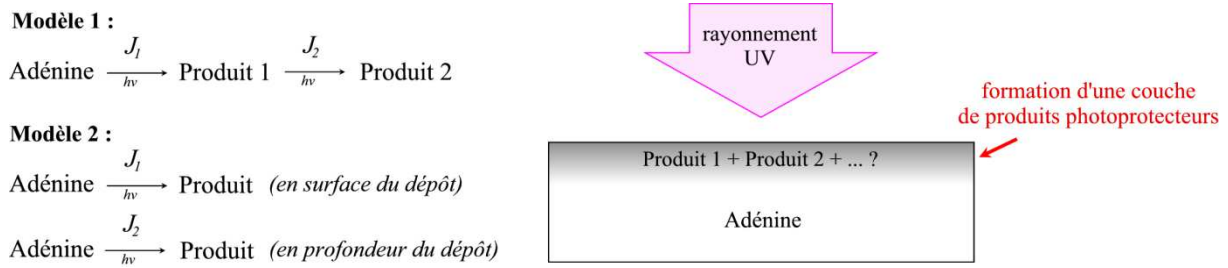 Modèle 1 :
J1 J2
Adénine hν Produit 1 hν Produit 2
Modèle 2 :
J1
Adénine hν Produit (en surface du dépôt)
J2
Adénine hν Produit (en profondeur du dépôt)
rayonnement
UV
formation d'une couche
de produits photoprotecteurs
Produit 1 + Produit 2 + ... ?
Adénine